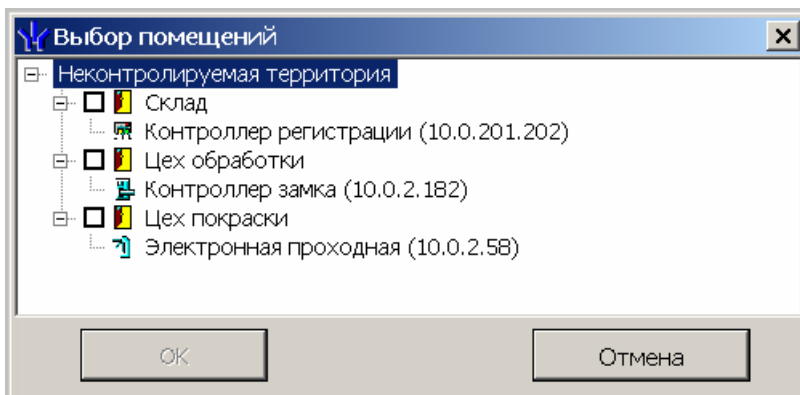 Выбор помещений
Неконтролируемая территория
Склад
Контроллер регистрации (10.0.201.202)
Цех обработки
Контроллер замка (10.0.2.182)
Цех покраски
Электронная проходная (10.0.2.58)
ОК Отмена